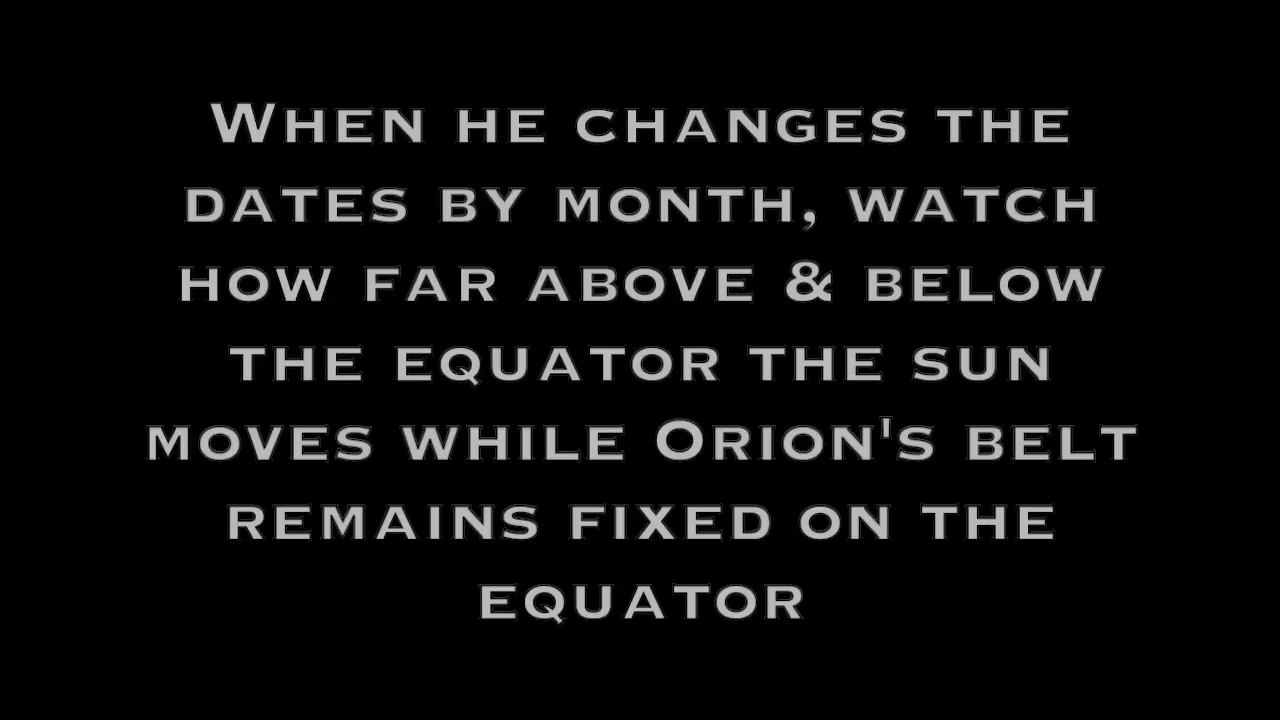 When he changes the
dates by month, watch
how far above & below
the equator the sun
moves while Orion's belt
remains fixed on the
equator